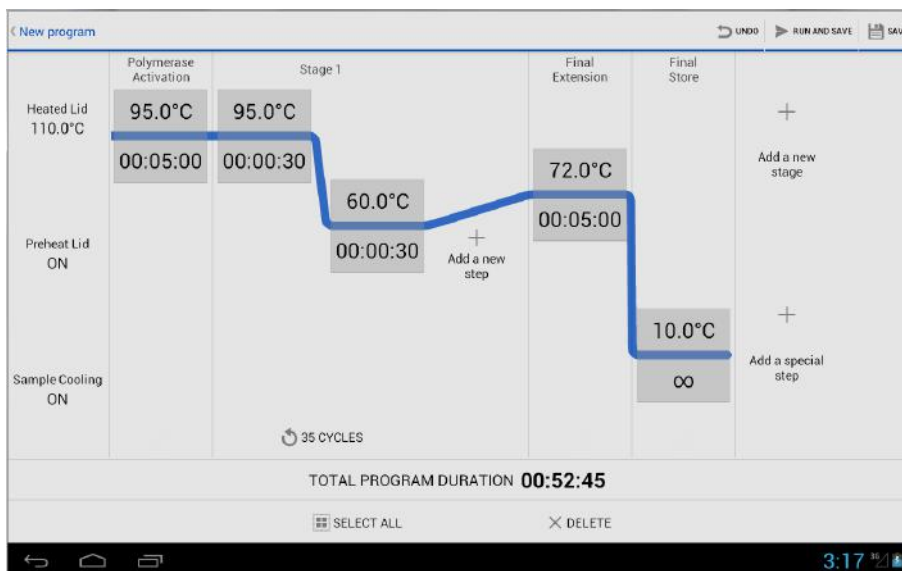 New program
UNDO
RUN AND SAVE
SAV
Polymerase
Activation
Stage 1
Final
Extension
Final
Store
Heated Lid
110.0°C
95.0°C
00:05:00
95.0°C
00:00:30
60.0°C
00:00:30
72.0°C
00:05:00
10.0°C
∞
Add a new
step
Add a new
stage
Add a special
step
Preheat Lid
ON
Sample Cooling
ON
35 CYCLES
TOTAL PROGRAM DURATION 00:52:45
SELECT ALL
DELETE
3:17